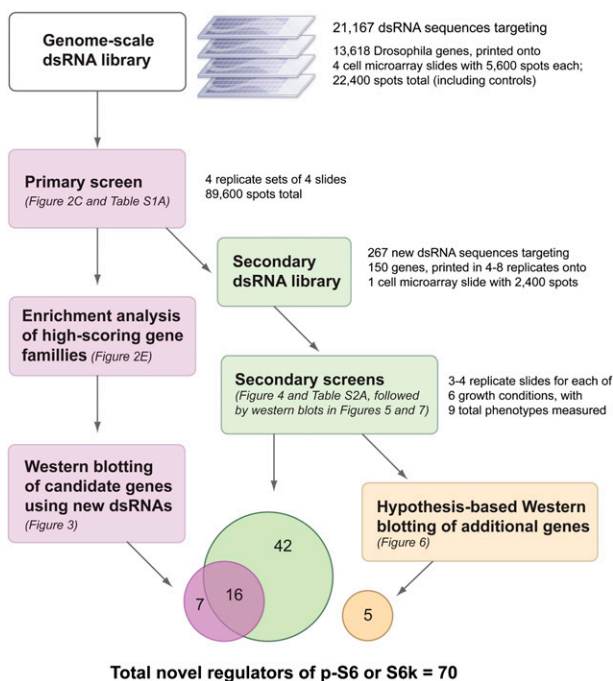 Genome-scale
dsRNA library
21,167 dsRNA sequences targeting
13,618 Drosophila genes, printed onto
4 cell microarray slides with 5,600 spots each;
22,400 spots total (including controls)
Primary screen
(Figure 2C and Table S1A)
4 replicate sets of 4 slides
89,600 spots total
Secondary
dsRNA library
267 new dsRNA sequences targeting
150 genes, printed in 4-8 replicates onto
1 cell microarray slide with 2,400 spots
Enrichment analysis
of high-scoring gene
famillies (Figure 2E)
Secondary screens
(Figure 4 and Table S2A, followed
by western blots in Figures 5 and 7)
3-4 replicate slides for each of
6 growth conditions, with
9 total phenotypes measured
Western blotting
of candidate genes
using new dsRNAs
(Figure 3)
Hypothesis-based Western
blotting of additional genes
(Figure 6)
42
7
16
5
Total novel regulators of p-S6 or S6k = 70